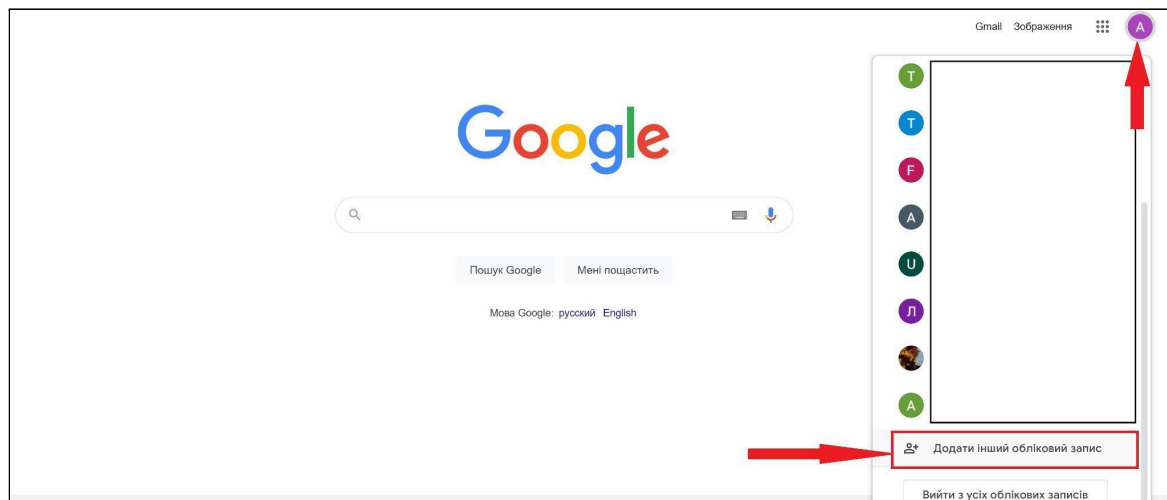 Gmail Зображення A
T
Google
T
F
A
U
Пошук Google Мені пощастить
Л
Мова Google: русский English
A
Додати інший обліковий запис
Вийти з усіх облікових записів